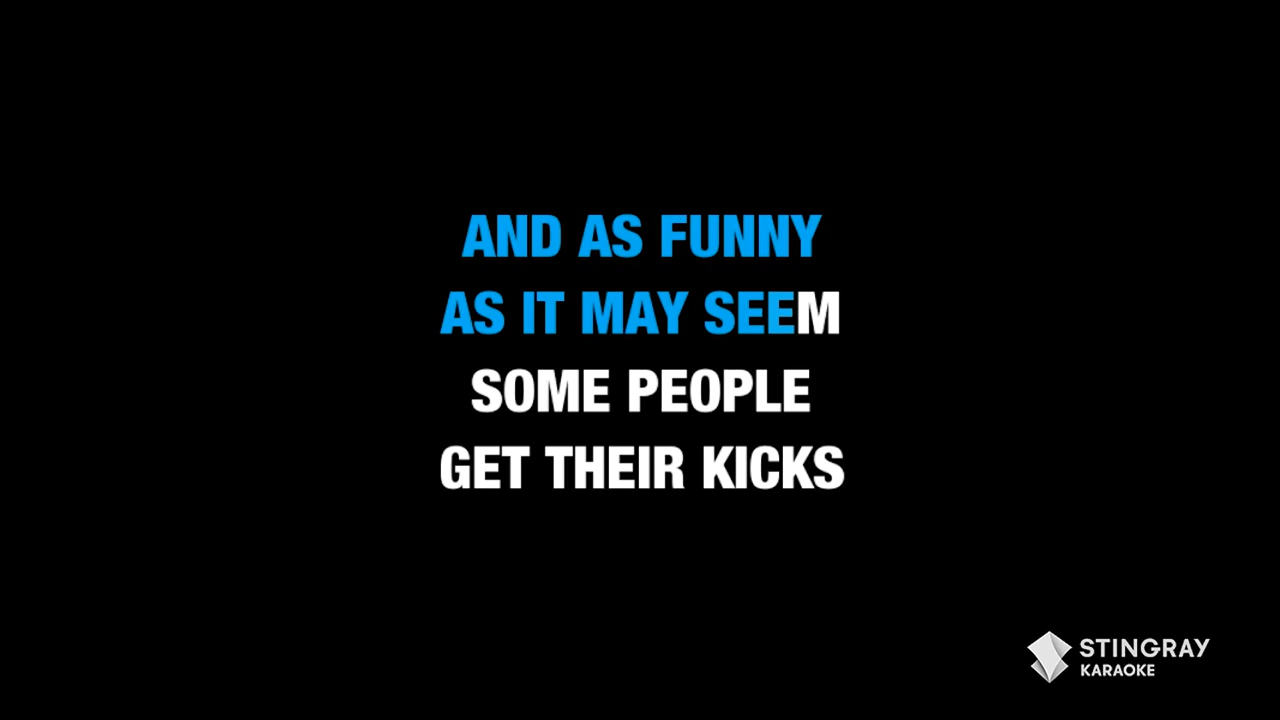 AND AS FUNNY
AS IT MAY SEEM
SOME PEOPLE
GET THEIR KICKS
STINGRAY
KARAOKE